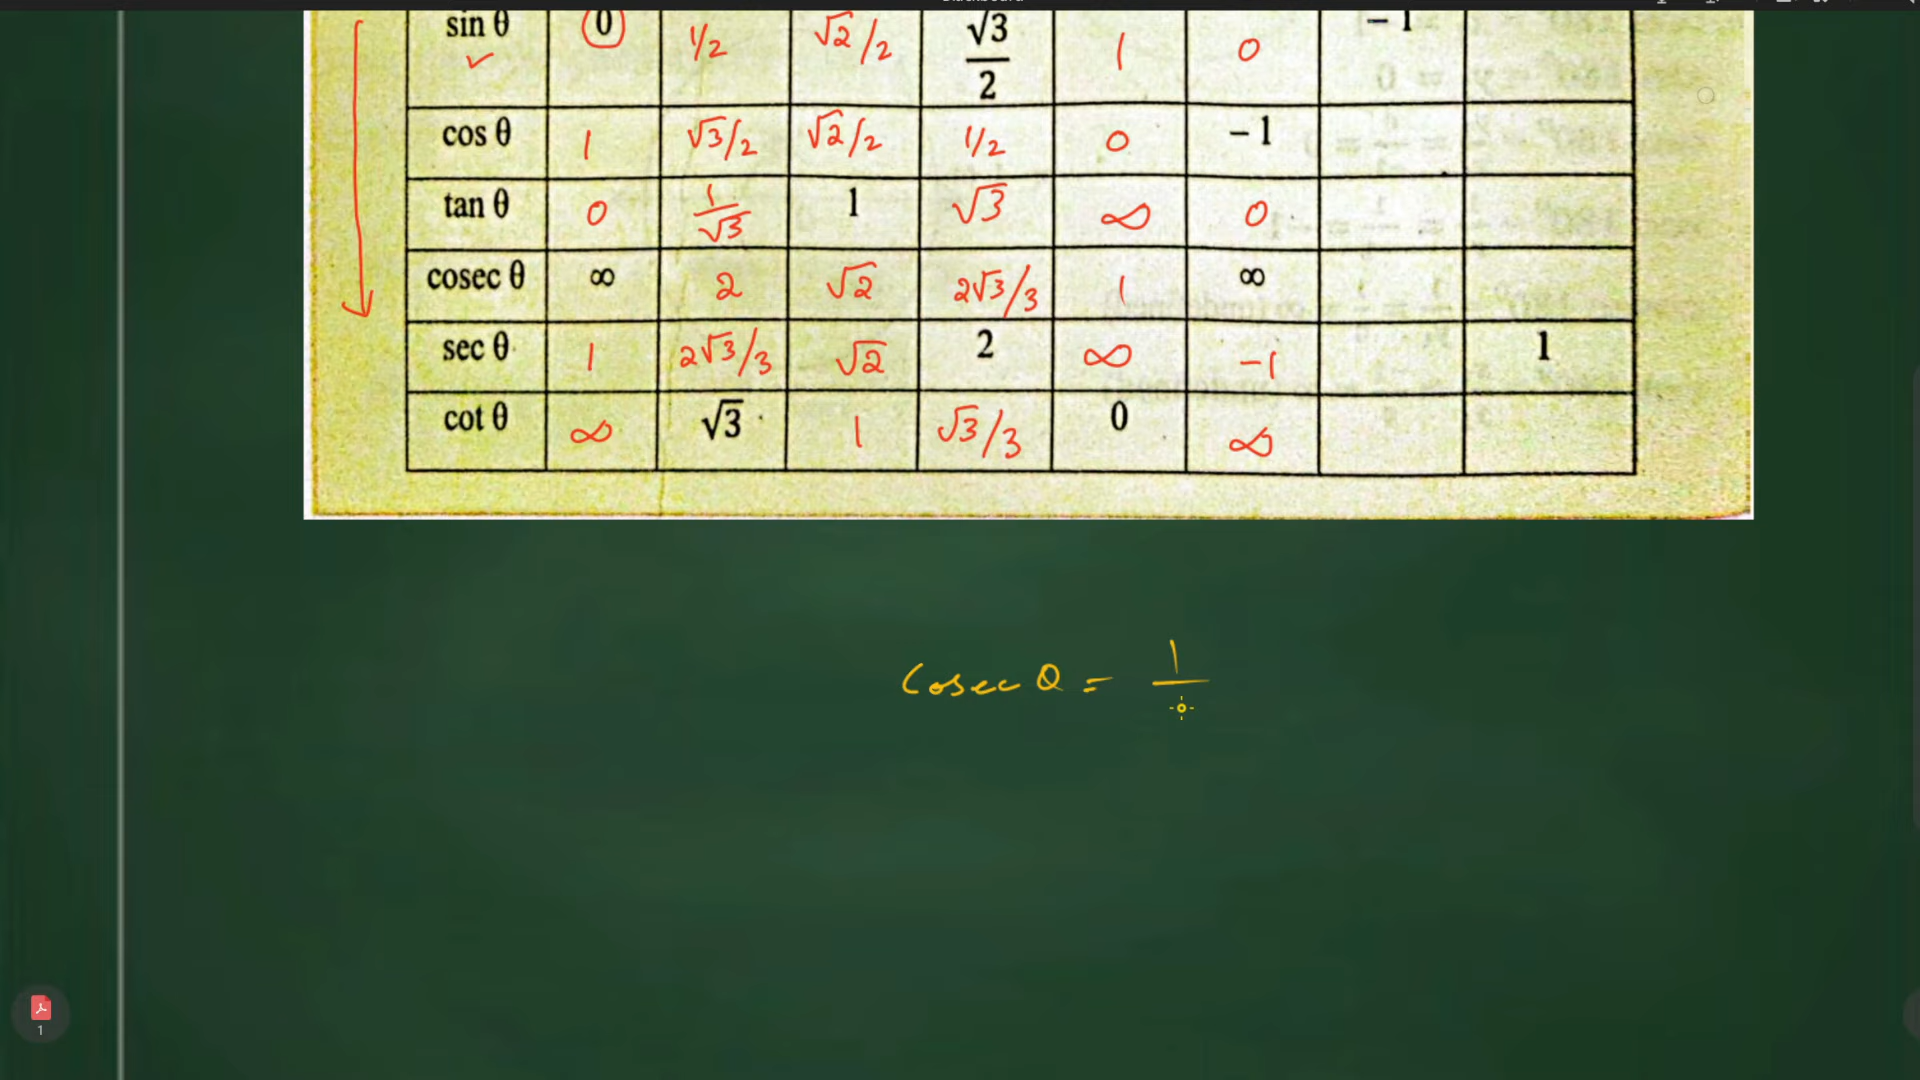 sin θ 0 1/2 √2/2 √3/2 1 0 −1
cos θ 1 √3/2 √2/2 1/2 0 −1
tan θ 0 1/√3 1 √3 ∞ 0
cosec θ ∞ 2 √2 2√3/3 1 ∞
sec θ 1 2√3/3 √2 2 ∞ −1 1
cot θ ∞ √3 1 √3/3 0 ∞
Cosec θ = 1
1